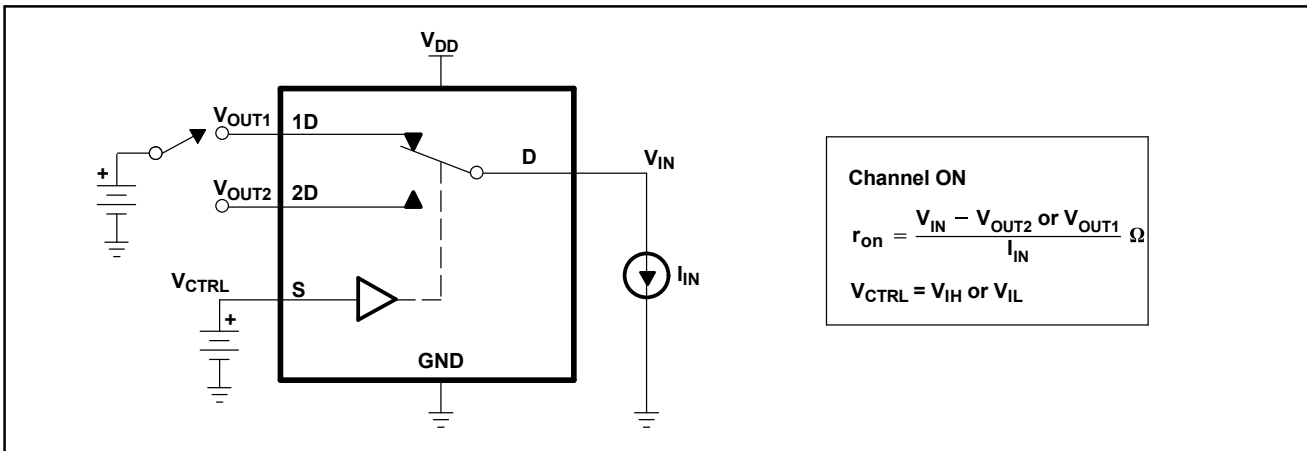 V_DD
V_OUT1 1D
+
D V_IN
V_OUT2 2D
V_CTRL S
+
I_IN
GND
Channel ON
r_on = (V_IN − V_OUT2 or V_OUT1) / I_IN Ω
V_CTRL = V_IH or V_IL